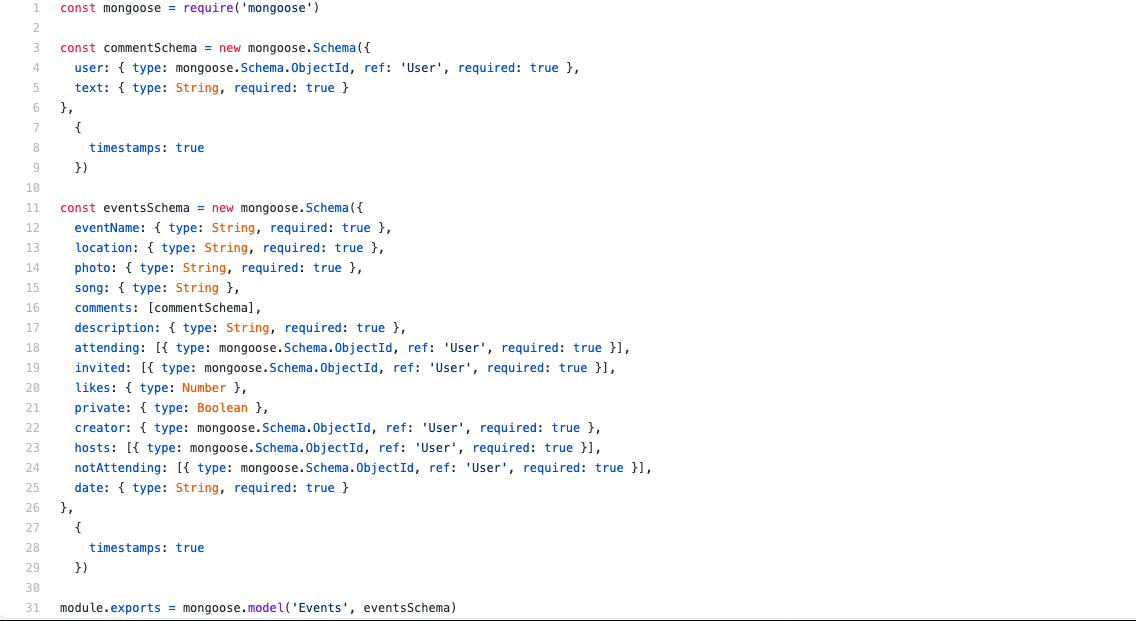 1 const mongoose = require('mongoose')
2
3 const commentSchema = new mongoose.Schema({
4   user: { type: mongoose.Schema.ObjectId, ref: 'User', required: true },
5   text: { type: String, required: true }
6 },
7   {
8     timestamps: true
9   })
10
11 const eventsSchema = new mongoose.Schema({
12   eventName: { type: String, required: true },
13   location: { type: String, required: true },
14   photo: { type: String, required: true },
15   song: { type: String },
16   comments: [commentSchema],
17   description: { type: String, required: true },
18   attending: [{ type: mongoose.Schema.ObjectId, ref: 'User', required: true }],
19   invited: [{ type: mongoose.Schema.ObjectId, ref: 'User', required: true }],
20   likes: { type: Number },
21   private: { type: Boolean },
22   creator: { type: mongoose.Schema.ObjectId, ref: 'User', required: true },
23   hosts: [{ type: mongoose.Schema.ObjectId, ref: 'User', required: true }],
24   notAttending: [{ type: mongoose.Schema.ObjectId, ref: 'User', required: true }],
25   date: { type: String, required: true }
26 },
27   {
28     timestamps: true
29   })
30
31 module.exports = mongoose.model('Events', eventsSchema)